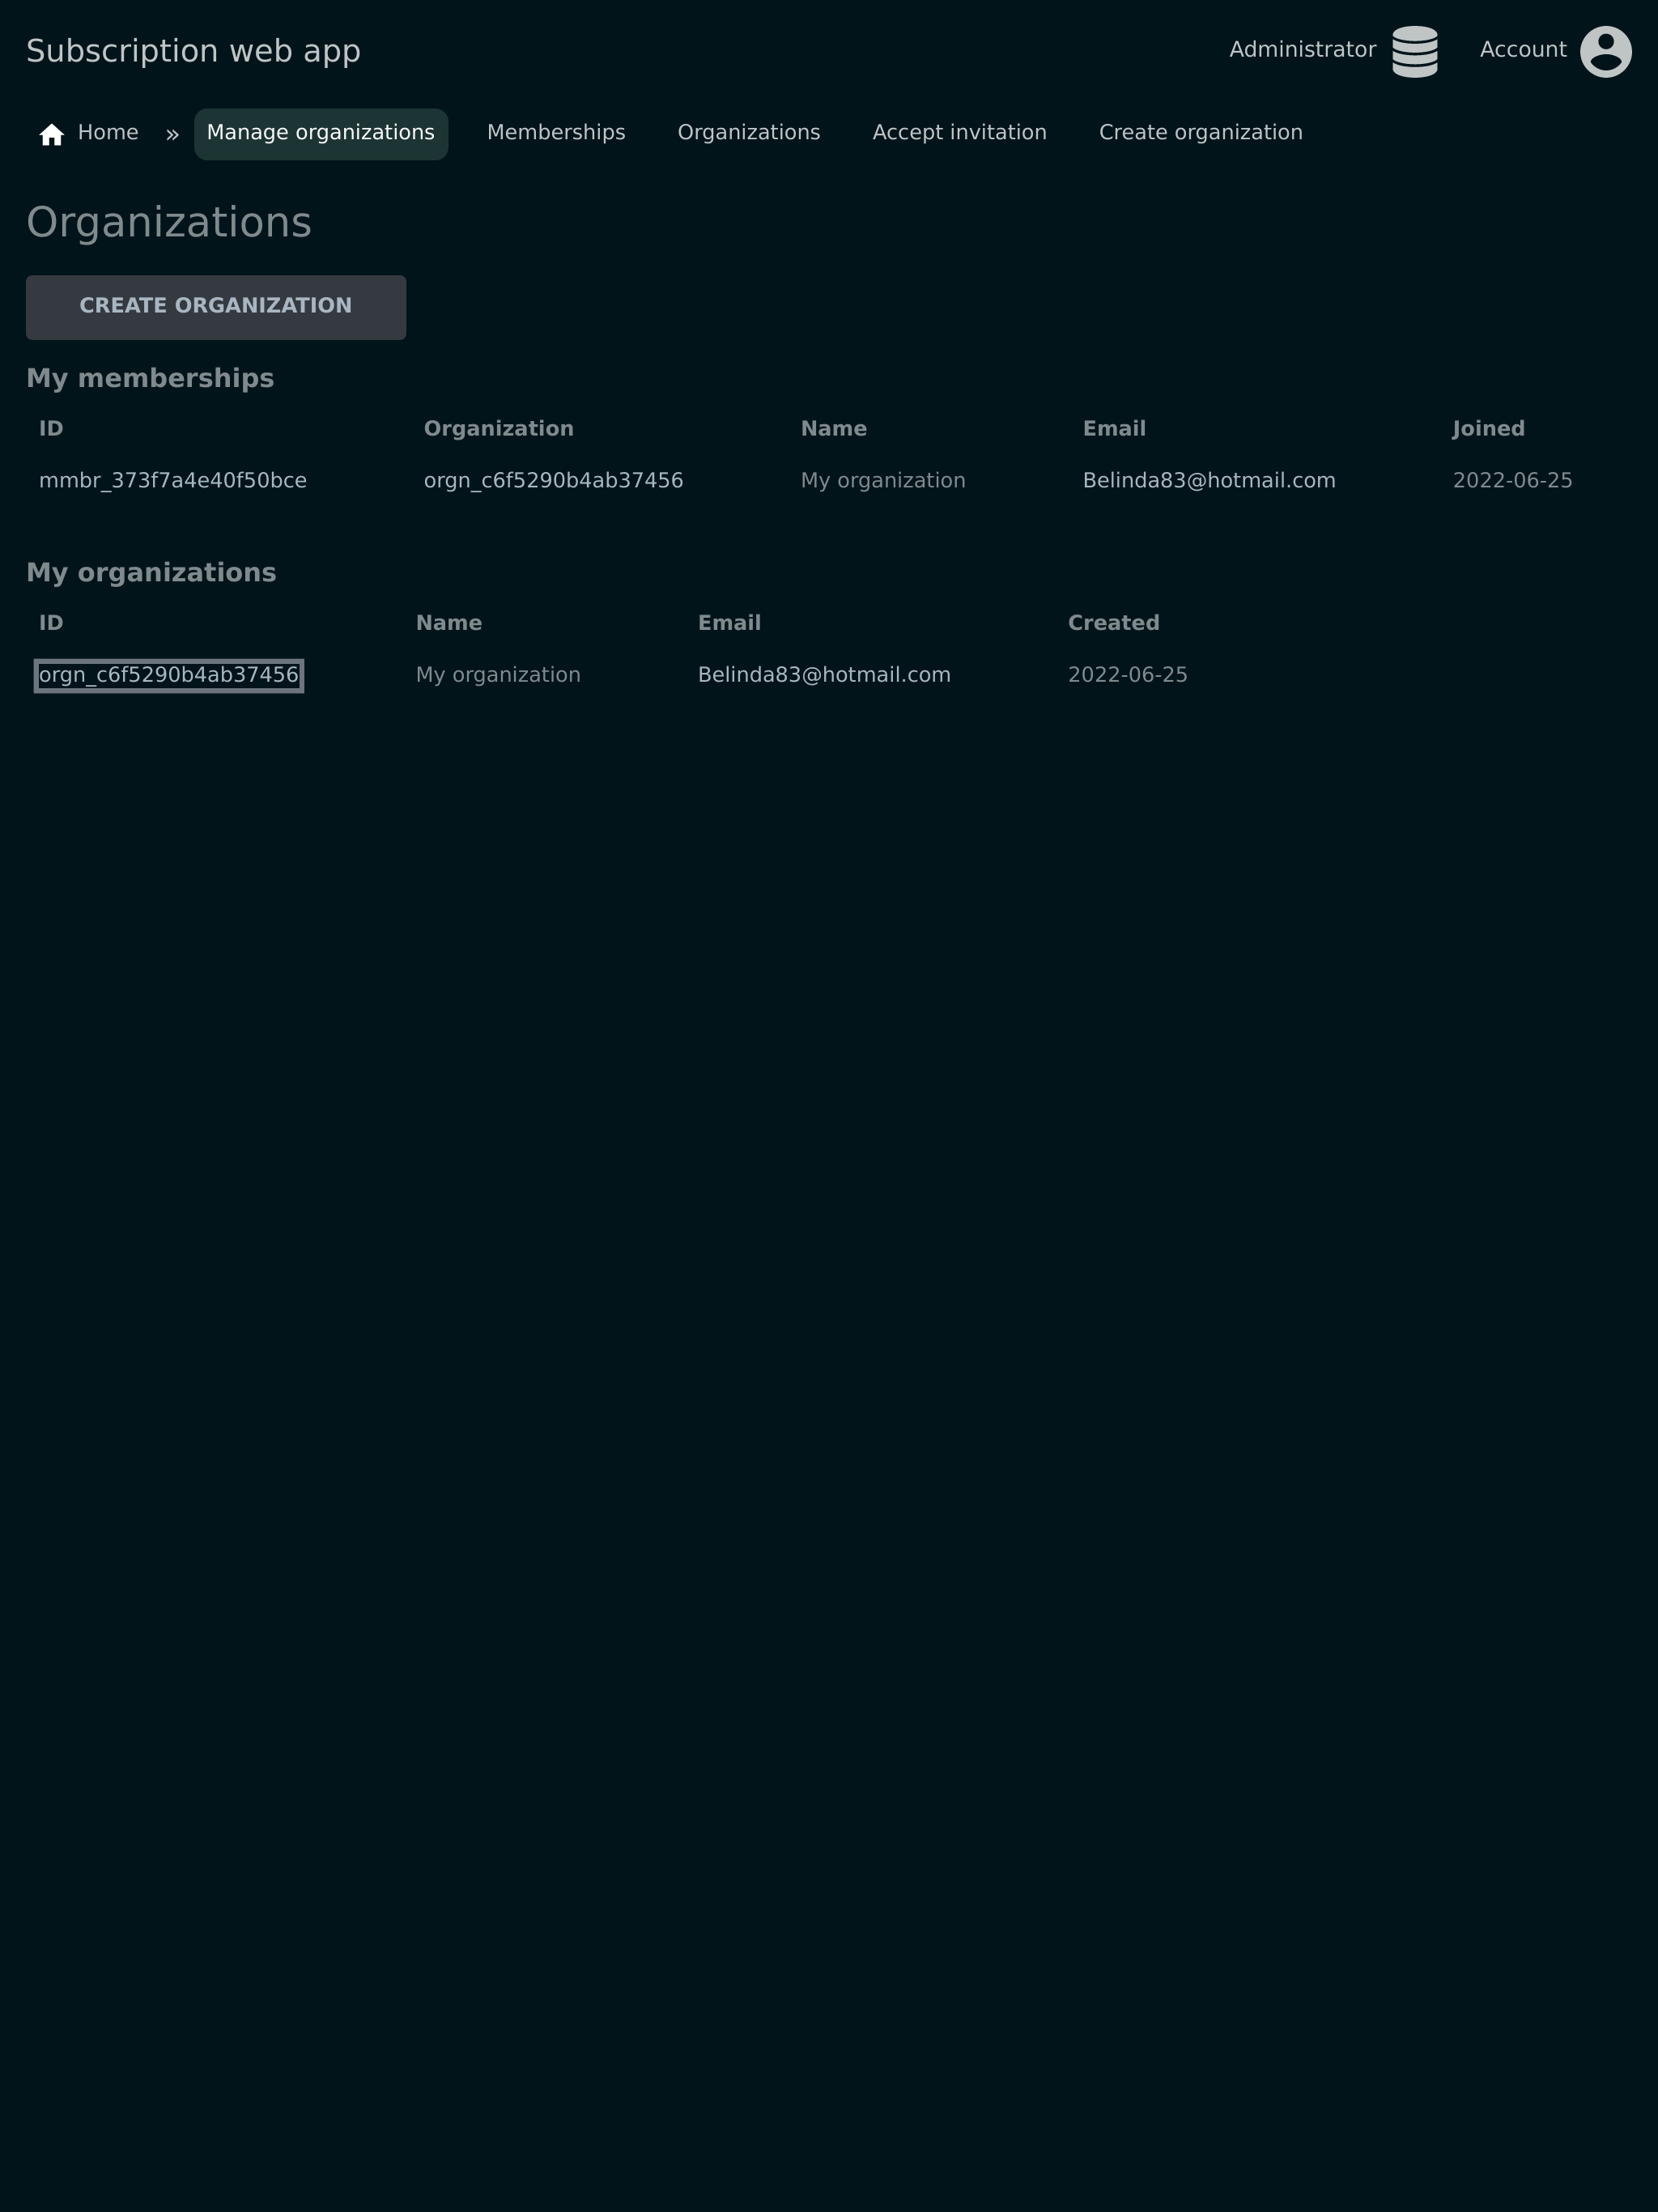 Subscription web app Administrator Account
Home » Manage organizations Memberships Organizations Accept invitation Create organization
Organizations
CREATE ORGANIZATION
My memberships
ID Organization Name Email Joined
mmbr_373f7a4e40f50bce orgn_c6f5290b4ab37456 My organization Belinda83@hotmail.com 2022-06-25
My organizations
ID Name Email Created
orgn_c6f5290b4ab37456 My organization Belinda83@hotmail.com 2022-06-25